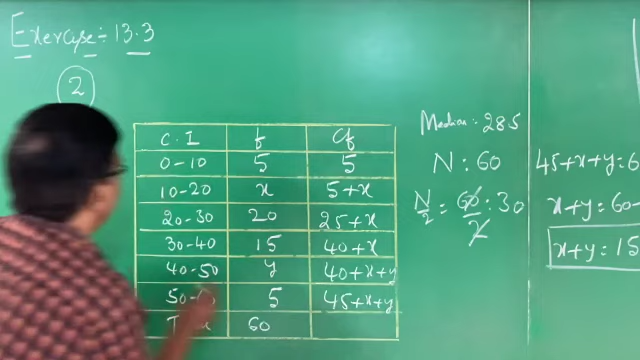 Exercise:- 13.3
2
C.I f Cf
0-10 5 5
10-20 x 5+x
20-30 20 25+x
30-40 15 40+x
40-50 y 40+x+y
50- 5 45+x+y
60
Median:- 28.5
N : 60
N/2 = 60/2 : 30
45+x+y=6
x+y=60-
x+y=15